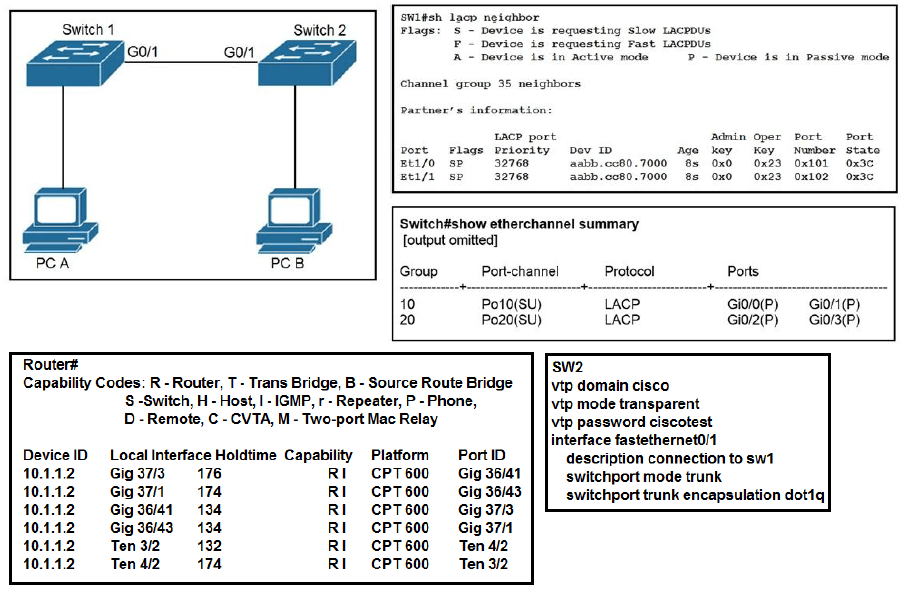 Switch 1
Switch 2
G0/1
G0/1
PC A
PC B
SW1#sh lacp neighbor
Flags: S - Device is requesting Slow LACPDUs
F - Device is requesting Fast LACPDUs
A - Device is in Active mode P - Device is in Passive mode
Channel group 35 neighbors
Partner's information:
LACP port Admin Oper Port Port
Port Flags Priority Dev ID Age key Key Number State
Et1/0 SP 32768 aabb.cc80.7000 8s 0x0 0x23 0x101 0x3C
Et1/1 SP 32768 aabb.cc80.7000 8s 0x0 0x23 0x102 0x3C
Switch#show etherchannel summary
[output omitted]
Group Port-channel Protocol Ports
-------------+-----------------------+-----------------------+---------------------------------
10 Po10(SU) LACP Gi0/0(P) Gi0/1(P)
20 Po20(SU) LACP Gi0/2(P) Gi0/3(P)
Router#
Capability Codes: R - Router, T - Trans Bridge, B - Source Route Bridge
S -Switch, H - Host, I - IGMP, r - Repeater, P - Phone,
D - Remote, C - CVTA, M - Two-port Mac Relay
Device ID Local Interface Holdtime Capability Platform Port ID
10.1.1.2 Gig 37/3 176 R I CPT 600 Gig 36/41
10.1.1.2 Gig 37/1 174 R I CPT 600 Gig 36/43
10.1.1.2 Gig 36/41 134 R I CPT 600 Gig 37/3
10.1.1.2 Gig 36/43 134 R I CPT 600 Gig 37/1
10.1.1.2 Ten 3/2 132 R I CPT 600 Ten 4/2
10.1.1.2 Ten 4/2 174 R I CPT 600 Ten 3/2
SW2
vtp domain cisco
vtp mode transparent
vtp password ciscotest
interface fastethernet0/1
description connection to sw1
switchport mode trunk
switchport trunk encapsulation dot1q